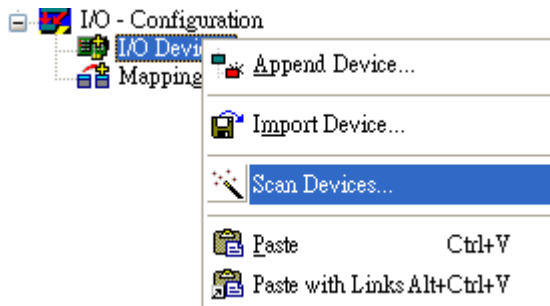 I/O - Configuration
I/O Devi
Mapping
Append Device...
Import Device...
Scan Devices...
Paste Ctrl+V
Paste with Links Alt+Ctrl+V